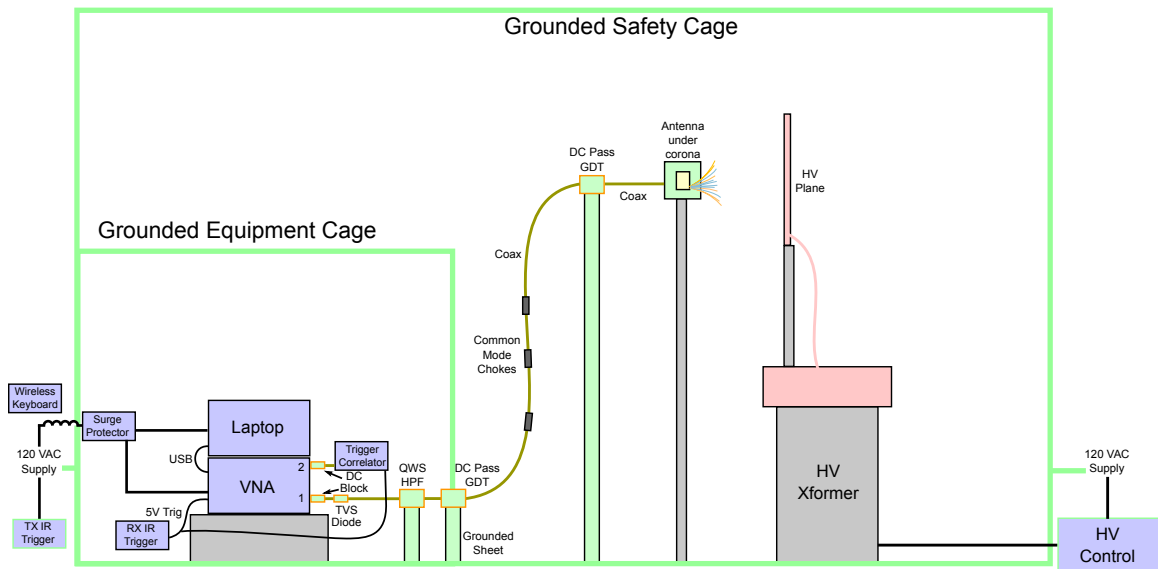 Grounded Safety Cage
Antenna
under
corona
DC Pass
GDT
HV
Plane
Coax
Grounded Equipment Cage
Coax
Common
Mode
Chokes
Wireless
Keyboard
Surge
Protector
Laptop
120 VAC
Supply
USB
Trigger
Correlator
2
DC
Block
QWS
HPF
DC Pass
GDT
VNA
1
TVS
Diode
5V Trig
TX IR
Trigger
RX IR
Trigger
Grounded
Sheet
HV
Xformer
120 VAC
Supply
HV
Control